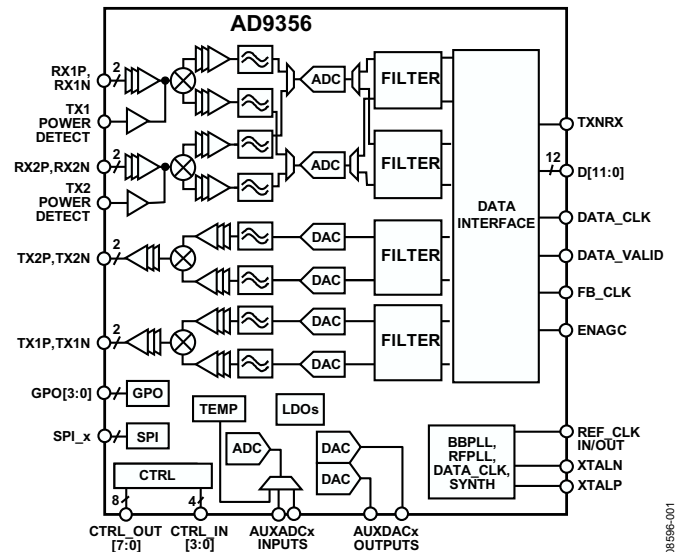 AD9356
RX1P,
RX1N
2
TX1
POWER
DETECT
RX2P,RX2N
2
TX2
POWER
DETECT
TX2P,TX2N
2
TX1P,TX1N
2
GPO[3:0]
GPO
SPI_x
SPI
ADC
ADC
DAC
DAC
DAC
DAC
FILTER
FILTER
FILTER
FILTER
DATA
INTERFACE
TXNRX
12
D[11:0]
DATA_CLK
DATA_VALID
FB_CLK
ENAGC
TEMP
LDOs
CTRL
8
4
ADC
DAC
DAC
BBPLL,
RFPLL,
DATA_CLK,
SYNTH
REF_CLK
IN/OUT
XTALN
XTALP
CTRL_OUT
[7:0]
CTRL_IN
[3:0]
AUXADCx
INPUTS
AUXDACx
OUTPUTS
08596-001